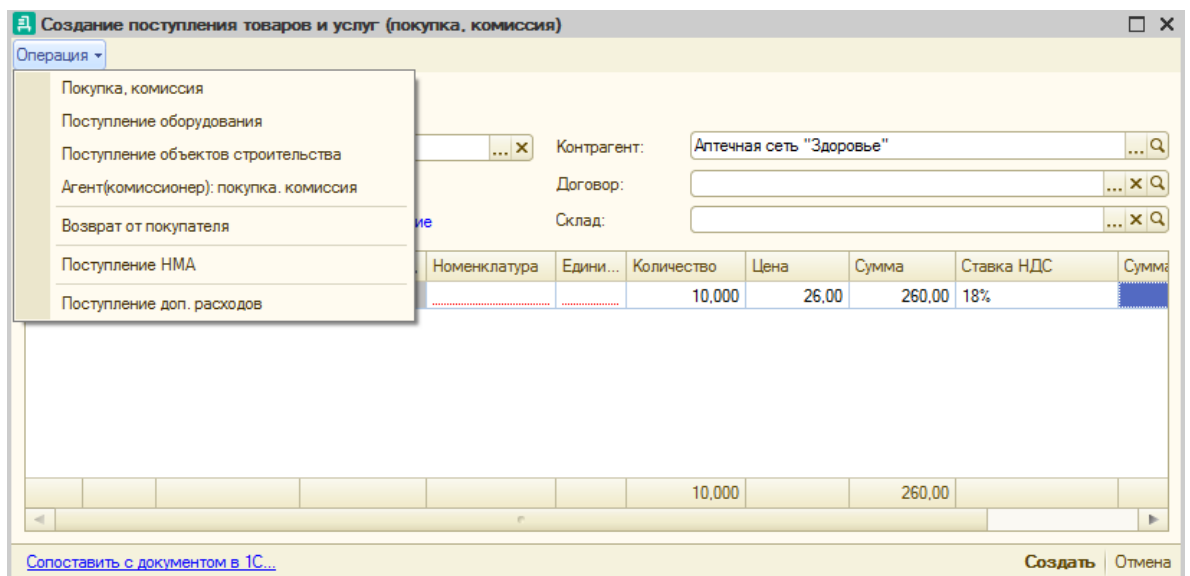 Создание поступления товаров и услуг (покупка, комиссия)
Операция
Покупка, комиссия
Поступление оборудования
Поступление объектов строительства
Агент(комиссионер): покупка. комиссия
Возврат от покупателя
Поступление НМА
Поступление доп. расходов
Контрагент: Аптечная сеть "Здоровье"
Договор:
ие Склад:
Номенклатура Едини... Количество Цена Сумма Ставка НДС Сумма
10,000 26,00 260,00 18%
10,000 260,00
Сопоставить с документом в 1С... Создать Отмена